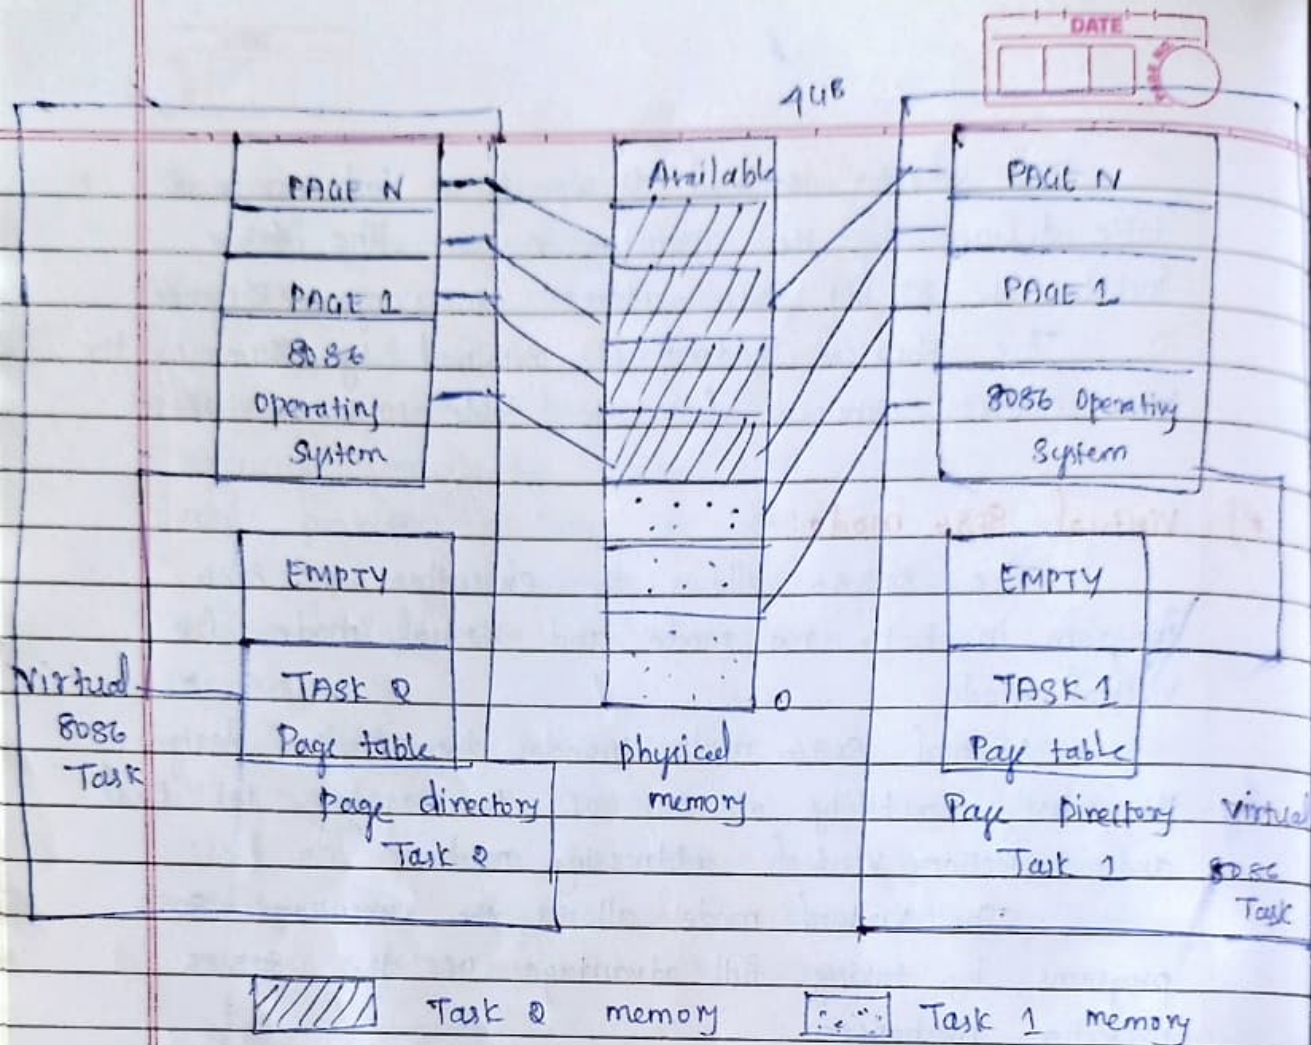 DATE
4GB
PAGE N
PAGE 1
8086
Operating
System
EMPTY
TASK 2
Page table
page directory
Task 2
Virtual
8086
Task
Available
0
physical
memory
PAGE N
PAGE 1
8086 Operating
System
EMPTY
TASK 1
Page table
Page Directory
Task 1
Virtual
8086
Task
Task 2 memory
Task 1 memory